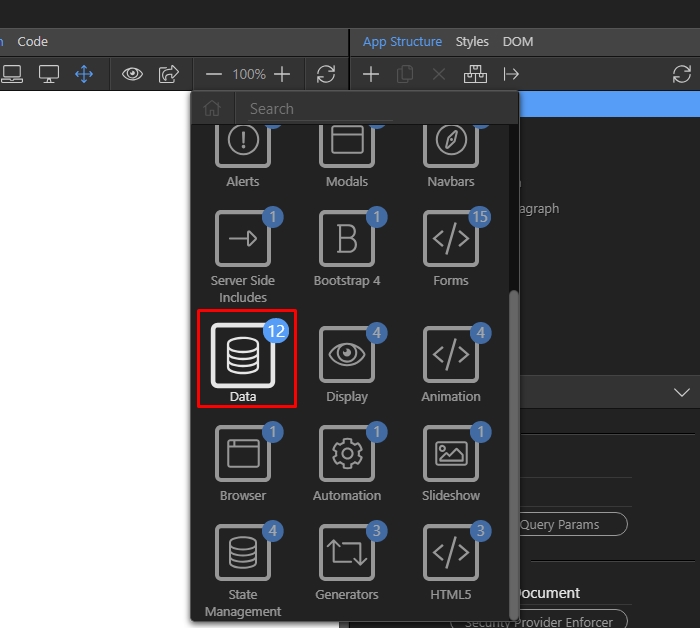 Code
App Structure
Styles
DOM
100%
Search
Alerts
Modals
Navbars
agraph
1
1
15
Server Side
Includes
Bootstrap 4
Forms
12
4
4
Data
Display
Animation
1
1
1
Browser
Automation
Slideshow
Query Params
4
3
3
State
Management
Generators
HTML5
ocument
Security Provider Enforcer